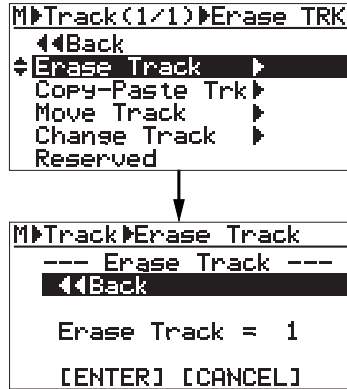 M▶Track(1/1)▶Erase TRK
◀◀Back
Erase Track ▶
Copy-Paste Trk▶
Move Track ▶
Change Track ▶
Reserved
M▶Track▶Erase Track
--- Erase Track ---
◀◀Back
Erase Track = 1
[ENTER] [CANCEL]